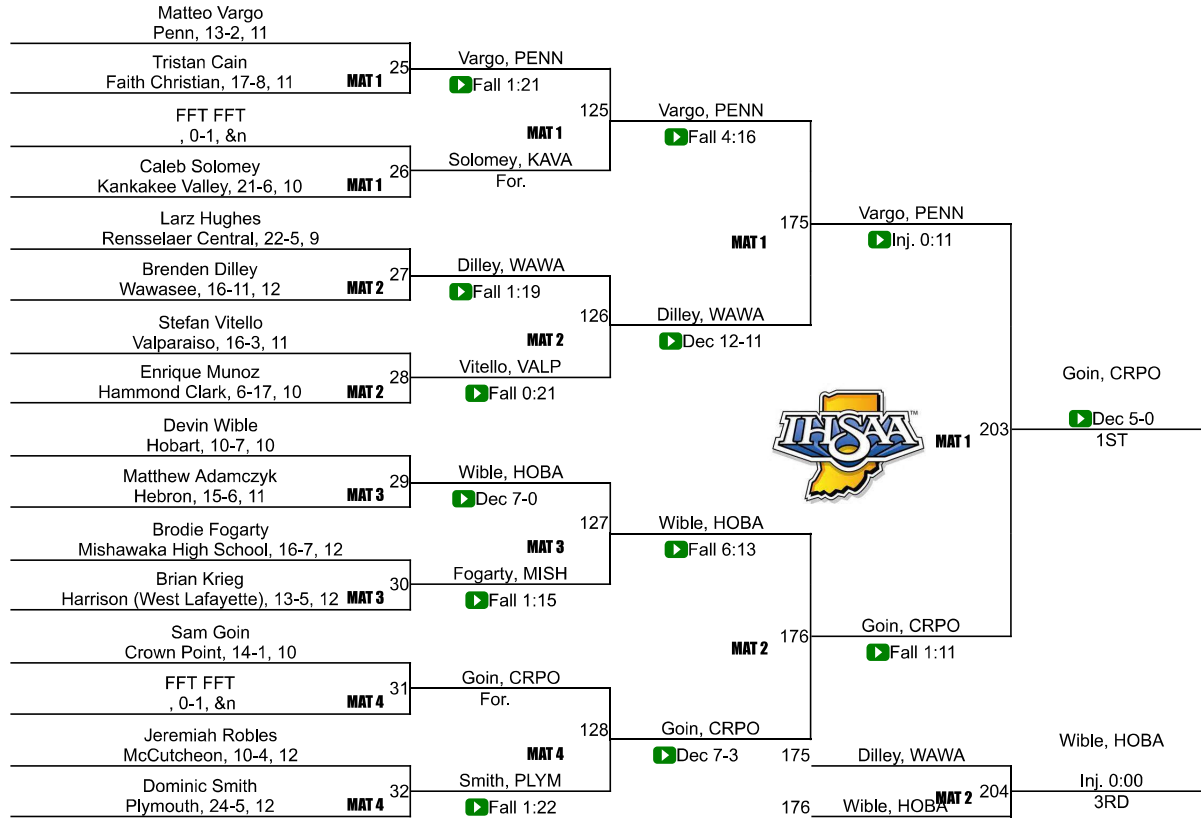 Matteo Vargo
Penn, 13-2, 11
Tristan Cain
Faith Christian, 17-8, 11
MAT 1
25
FFT FFT
, 0-1, &n
Caleb Solomey
Kankakee Valley, 21-6, 10
MAT 1
26
Larz Hughes
Rensselaer Central, 22-5, 9
Brenden Dilley
Wawasee, 16-11, 12
MAT 2
27
Stefan Vitello
Valparaiso, 16-3, 11
Enrique Munoz
Hammond Clark, 6-17, 10
MAT 2
28
Devin Wible
Hobart, 10-7, 10
Matthew Adamczyk
Hebron, 15-6, 11
MAT 3
29
Brodie Fogarty
Mishawaka High School, 16-7, 12
Brian Krieg
Harrison (West Lafayette), 13-5, 12
MAT 3
30
Sam Goin
Crown Point, 14-1, 10
FFT FFT
, 0-1, &n
MAT 4
31
Jeremiah Robles
McCutcheon, 10-4, 12
Dominic Smith
Plymouth, 24-5, 12
MAT 4
32
Vargo, PENN
Fall 1:21
MAT 1
125
Solomey, KAVA
For.
Dilley, WAWA
Fall 1:19
MAT 2
126
Vitello, VALP
Fall 0:21
Wible, HOBA
Dec 7-0
MAT 3
127
Fogarty, MISH
Fall 1:15
Goin, CRPO
For.
MAT 4
128
Smith, PLYM
Fall 1:22
Vargo, PENN
Fall 4:16
MAT 1
175
Dilley, WAWA
Dec 12-11
Wible, HOBA
Fall 6:13
MAT 2
176
Goin, CRPO
Dec 7-3
Vargo, PENN
Inj. 0:11
IHSAA
TM
MAT 1
203
Goin, CRPO
Fall 1:11
Goin, CRPO
Dec 5-0
1ST
175
Dilley, WAWA
MAT 2
204
176
Wible, HOBA
Wible, HOBA
Inj. 0:00
3RD